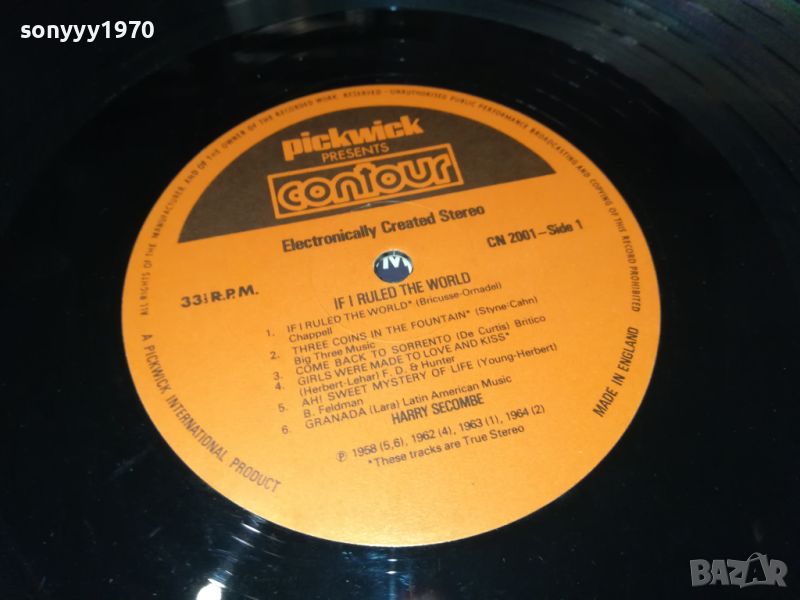 sonyyy1970
ALL RIGHTS OF THE MANUFACTURER AND OF THE OWNER OF THE RECORDED WORK RESERVED - UNAUTHORISED PUBLIC PERFORMANCE BROADCASTING AND COPYING OF THIS RECORD PROHIBITED
pickwick
PRESENTS
contour
Electronically Created Stereo
CN 2001-Side 1
33⅓ R.P.M.
IF I RULED THE WORLD
1. IF I RULED THE WORLD* (Bricusse-Ornadel)
Chappell
2. THREE COINS IN THE FOUNTAIN* (Styne-Cahn)
Big Three Music
3. COME BACK TO SORRENTO (De Curtis) Britico
4. GIRLS WERE MADE TO LOVE AND KISS*
(Herbert-Lehar) F. D. & Hunter
5. AH! SWEET MYSTERY OF LIFE (Young-Herbert)
B. Feldman
6. GRANADA (Lara) Latin American Music
HARRY SECOMBE
℗ 1958 (5,6), 1962 (4), 1963 (1), 1964 (2)
*These tracks are True Stereo
A PICKWICK INTERNATIONAL PRODUCT
MADE IN ENGLAND
BAZAR